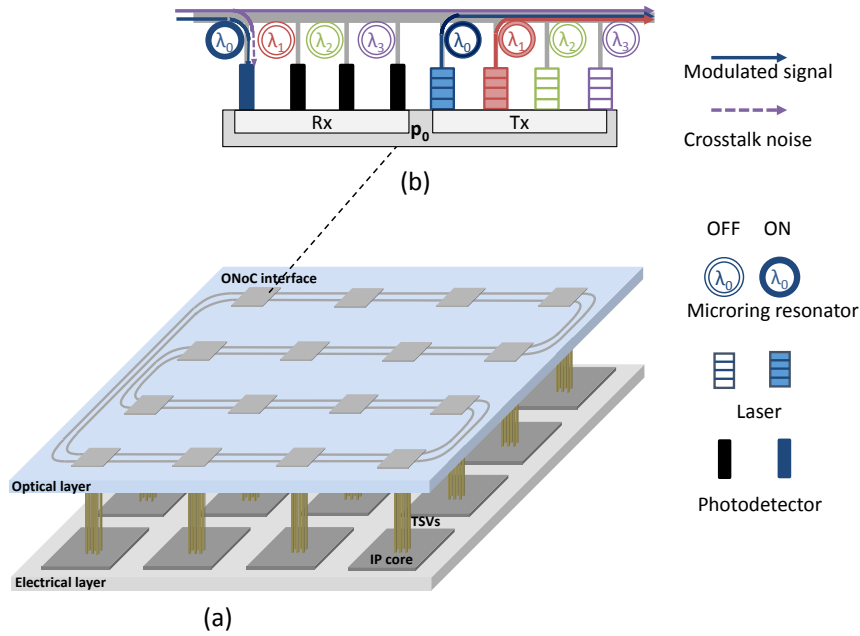 λ0 λ1 λ2 λ3 λ0 λ1 λ2 λ3
Rx p0 Tx
(b)
Modulated signal
Crosstalk noise
OFF ON
λ0 λ0
Microring resonator
Laser
Photodetector
ONoC interface
Optical layer
TSVs
IP core
Electrical layer
(a)